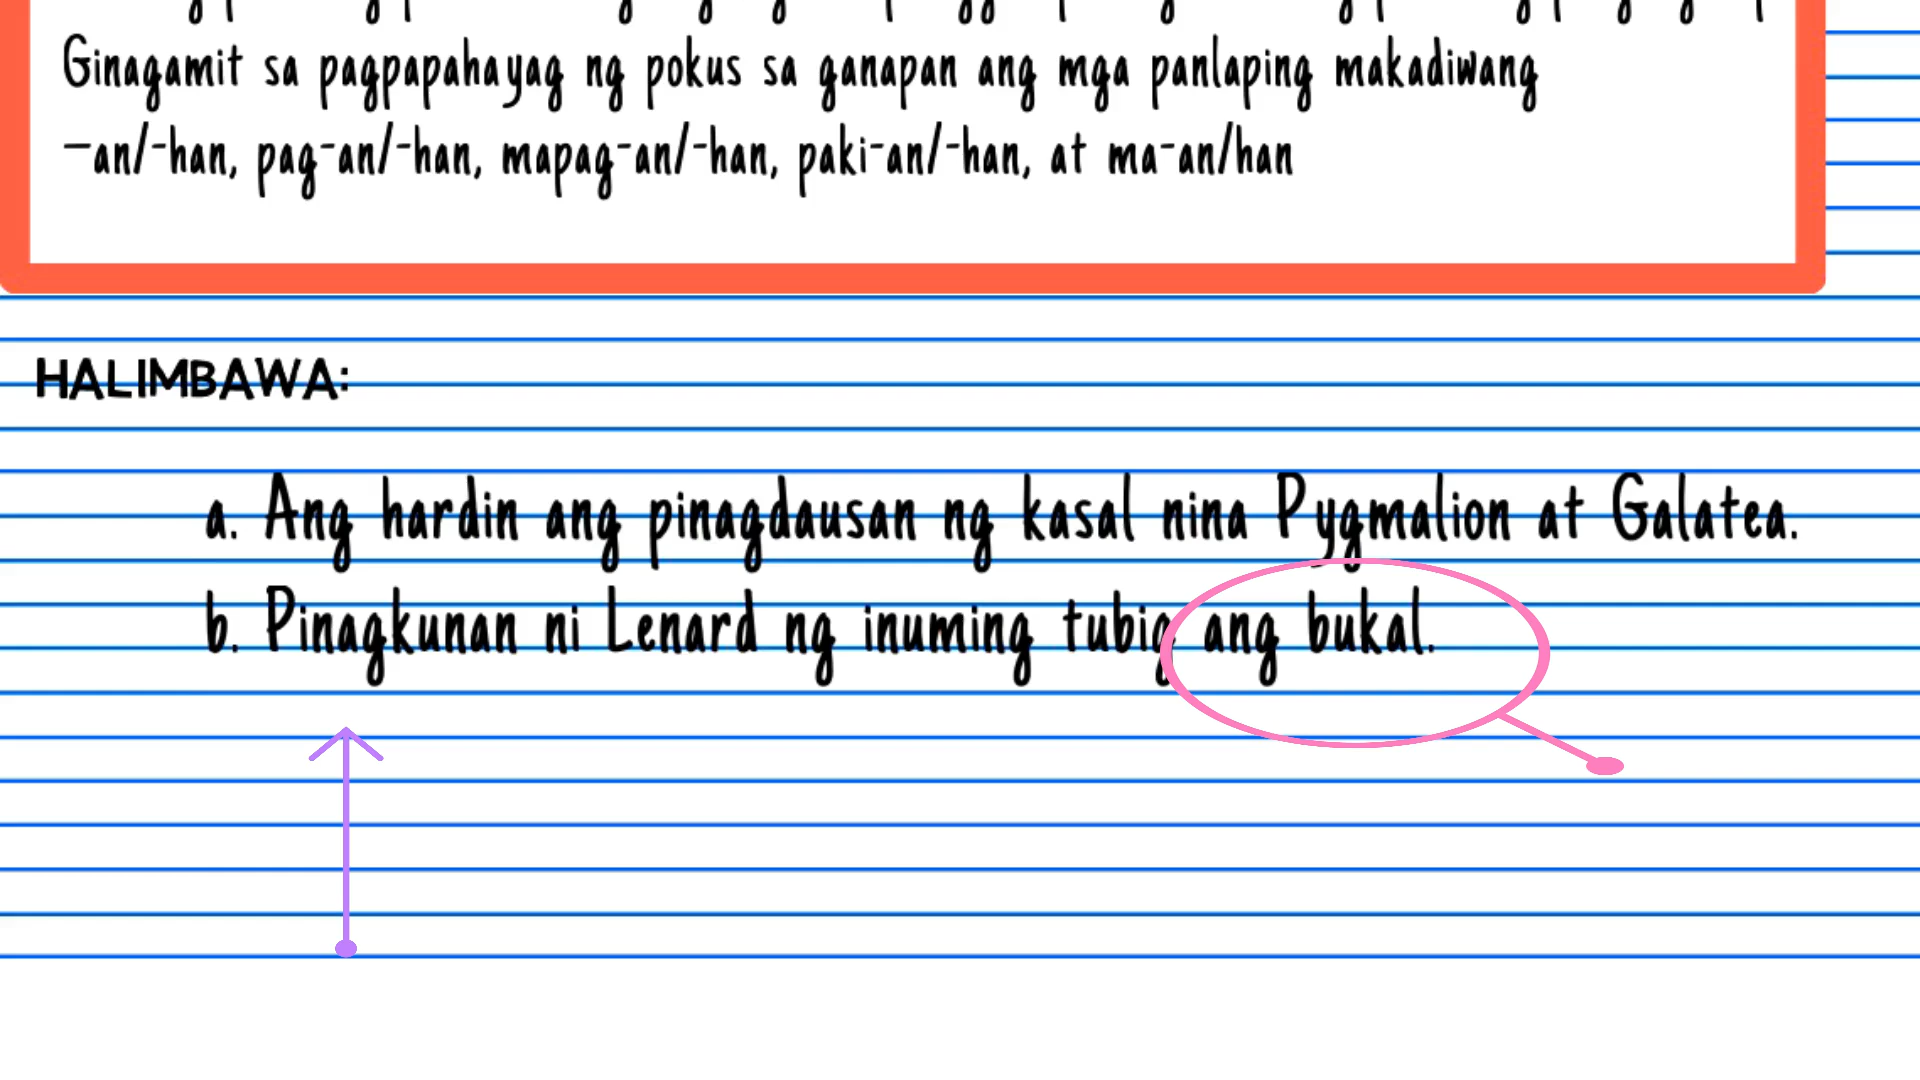 Ginagamit sa pagpapahayag ng pokus sa ganapan ang mga panlaping makadiwang
-an/-han, pag-an/-han, mapag-an/-han, paki-an/-han, at ma-an/han
HALIMBAWA:
a. Ang hardin ang pinagdausan ng kasal nina Pygmalion at Galatea.
b. Pinagkunan ni Lenard ng inuming tubig ang bukal.